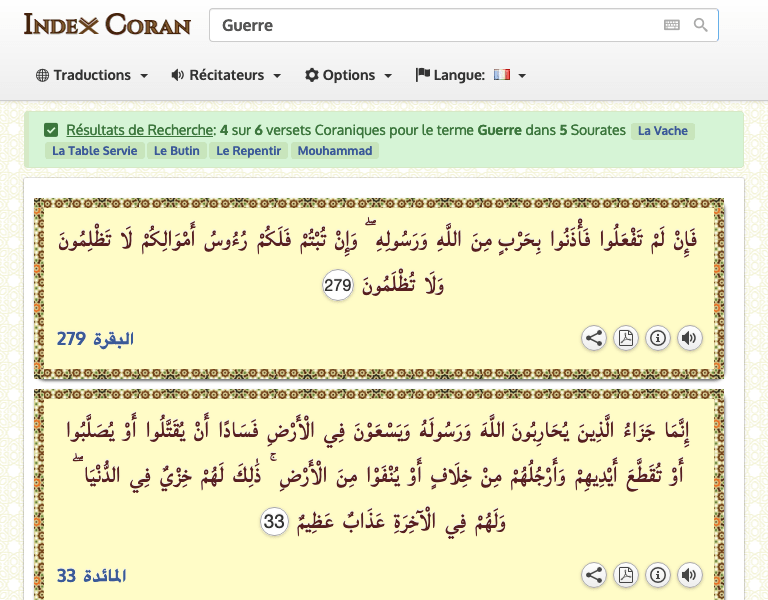 INDEX CORAN
Guerre
Traductions Récitateurs Options Langue:
Résultats de Recherche: 4 sur 6 versets Coraniques pour le terme Guerre dans 5 Sourates La Vache
La Table Servie Le Butin Le Repentir Mouhammad
فَإِنْ لَمْ تَفْعَلُوا فَأْذَنُوا بِحَرْبٍ مِنَ اللَّهِ وَرَسُولِهِ ۖ وَإِنْ تُبْتُمْ فَلَكُمْ رُءُوسُ أَمْوَالِكُمْ لَا تَظْلِمُونَ
وَلَا تُظْلَمُونَ 279
البقرة 279
إِنَّمَا جَزَاءُ الَّذِينَ يُحَارِبُونَ اللَّهَ وَرَسُولَهُ وَيَسْعَوْنَ فِي الْأَرْضِ فَسَادًا أَنْ يُقَتَّلُوا أَوْ يُصَلَّبُوا
أَوْ تُقَطَّعَ أَيْدِيهِمْ وَأَرْجُلُهُمْ مِنْ خِلَافٍ أَوْ يُنْفَوْا مِنَ الْأَرْضِ ۚ ذَٰلِكَ لَهُمْ خِزْيٌ فِي الدُّنْيَا ۖ
وَلَهُمْ فِي الْآخِرَةِ عَذَابٌ عَظِيمٌ 33
المائدة 33